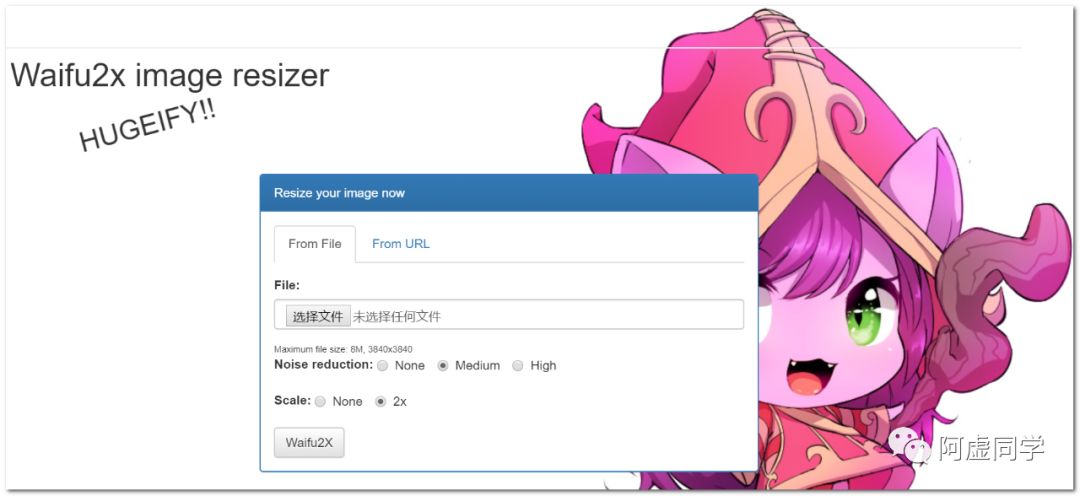 Waifu2x image resizer
HUGEIFY!!
Resize your image now
From File From URL
File:
选择文件 未选择任何文件
Maximum file size: 8M, 3840x3840
Noise reduction: None Medium High
Scale: None 2x
Waifu2X
阿虚同学